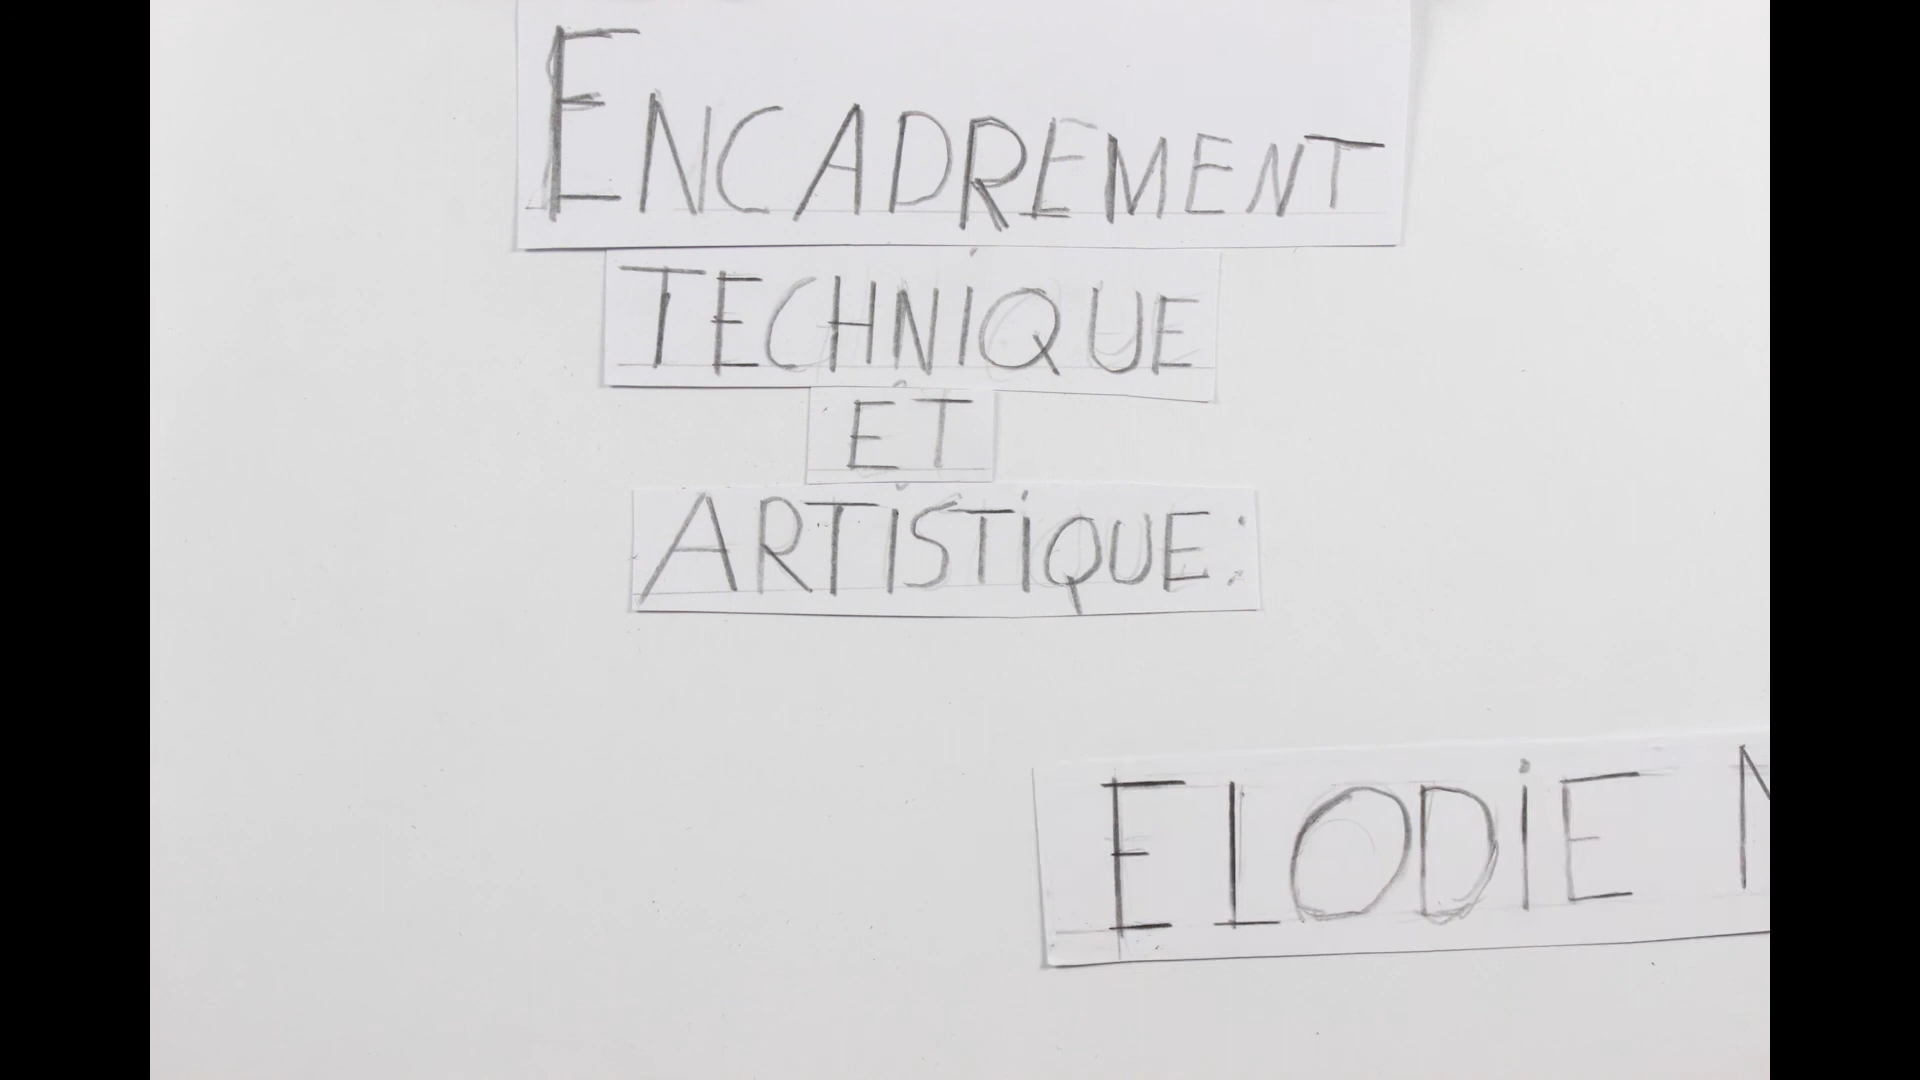 ENCADREMENT
TECHNIQUE
ET
ARTISTIQUE:
ELODIE